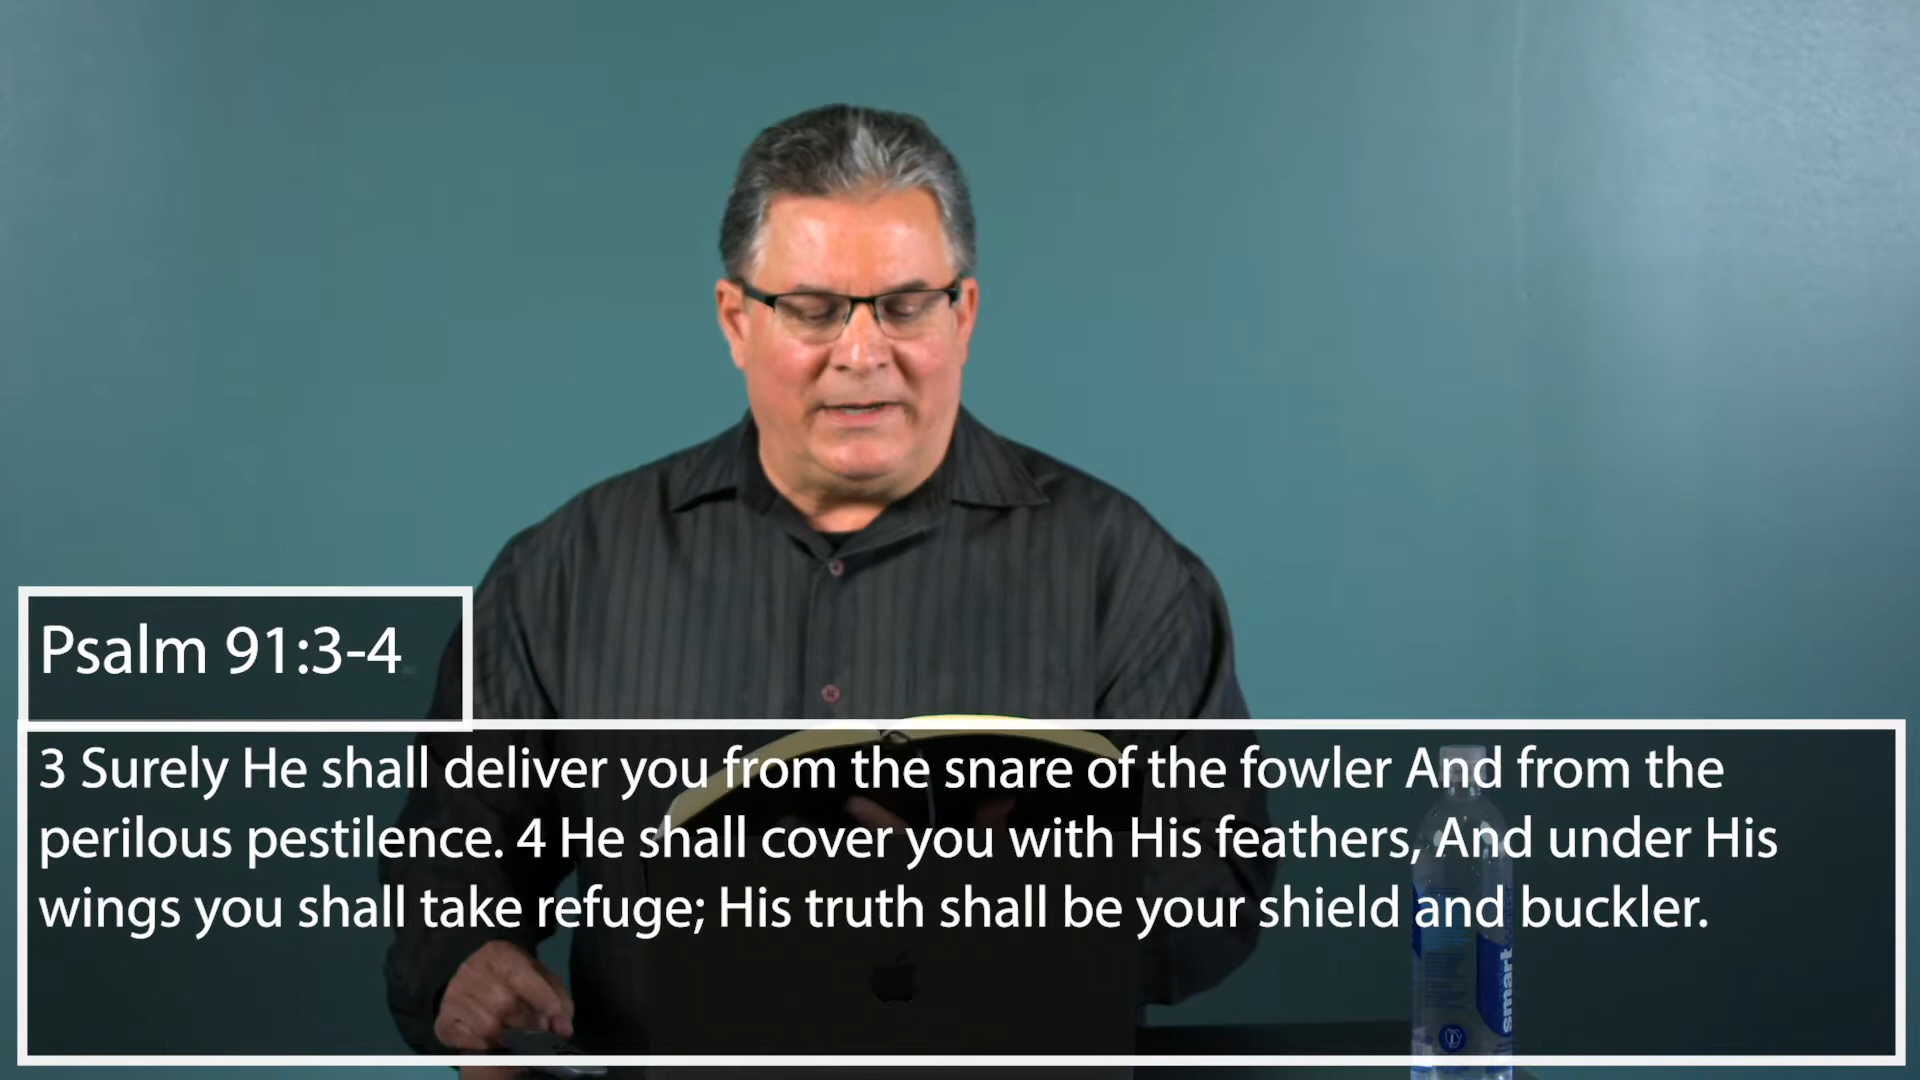 Psalm 91:3-4
3 Surely He shall deliver you from the snare of the fowler And from the
perilous pestilence. 4 He shall cover you with His feathers, And under His
wings you shall take refuge; His truth shall be your shield and buckler.
smart